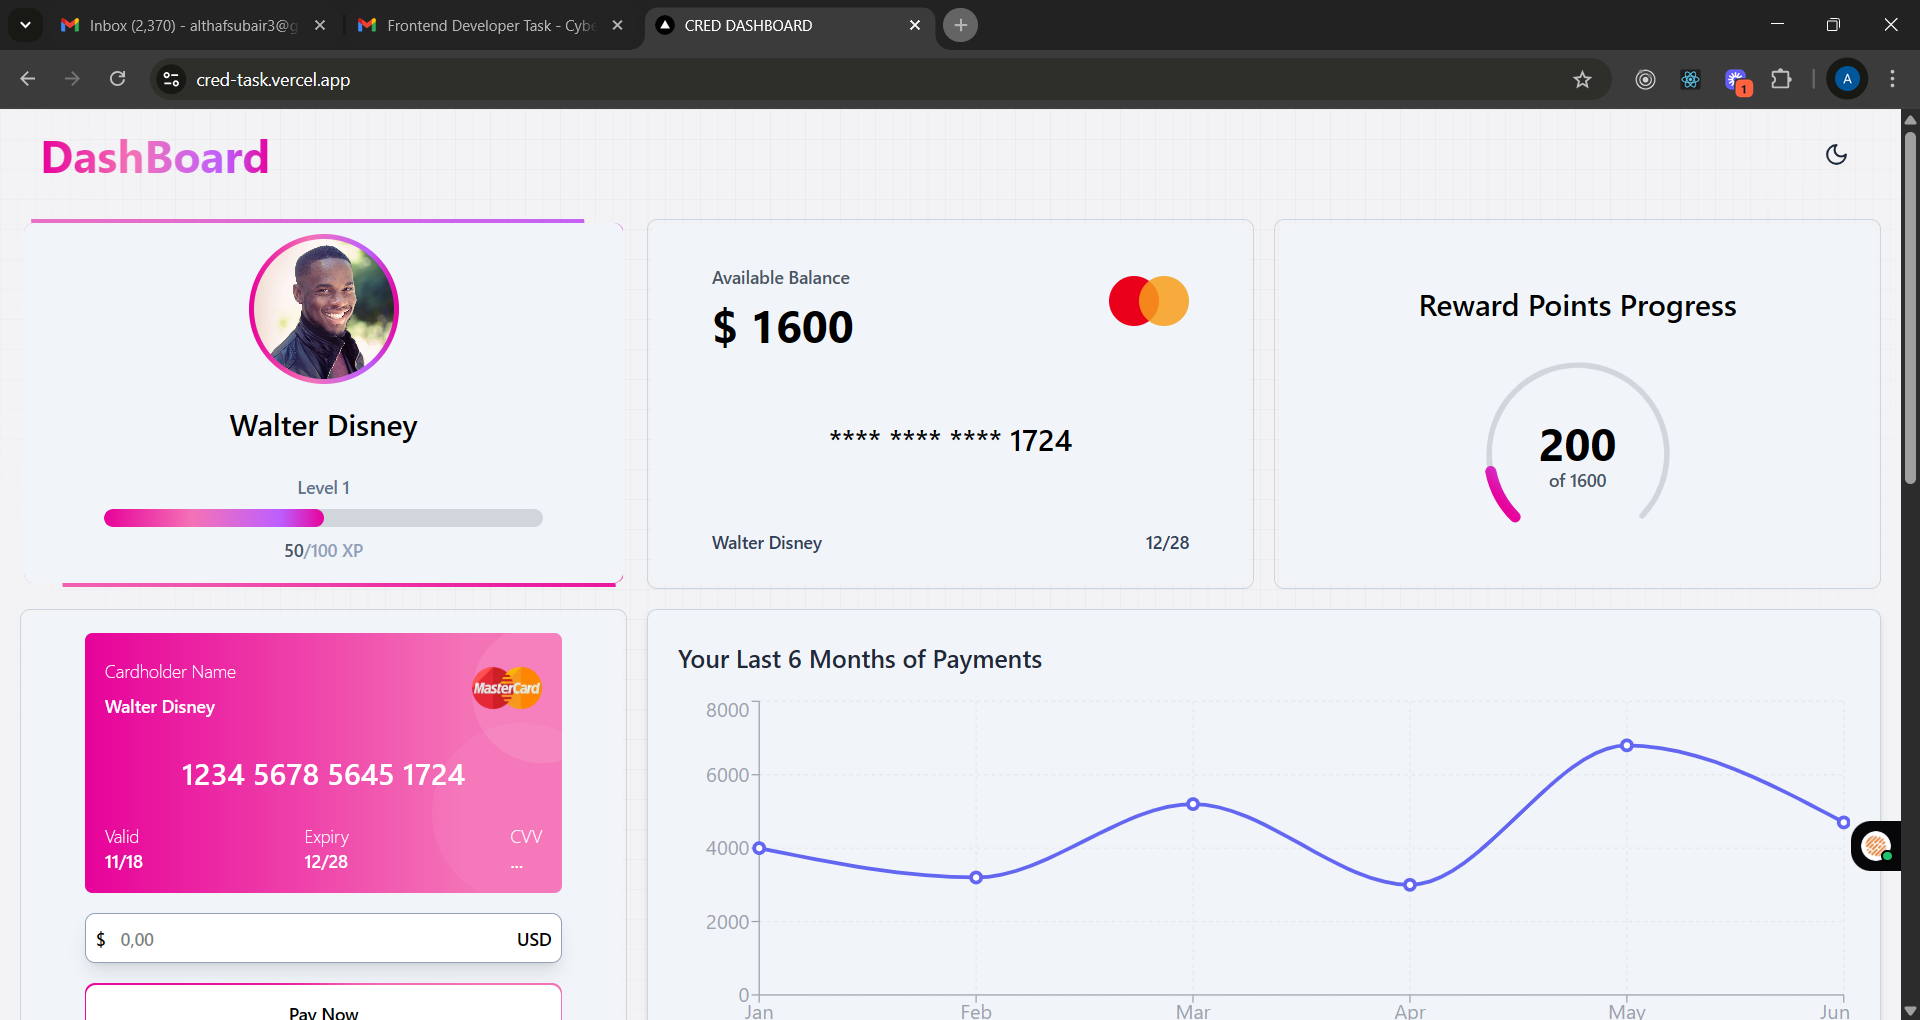 Inbox (2,370) - althafsubair3@g
Frontend Developer Task - Cybe
CRED DASHBOARD
cred-task.vercel.app
1
A
DashBoard
Walter Disney
Level 1
50/100 XP
Available Balance
$ 1600
**** **** **** 1724
Walter Disney
12/28
Reward Points Progress
200
of 1600
Cardholder Name
Walter Disney
MasterCard
1234 5678 5645 1724
Valid
Expiry
CVV
11/18
12/28
...
$ 0,00
USD
Pay Now
Your Last 6 Months of Payments
8000
6000
4000
2000
0
Jan
Feb
Mar
Apr
May
Jun